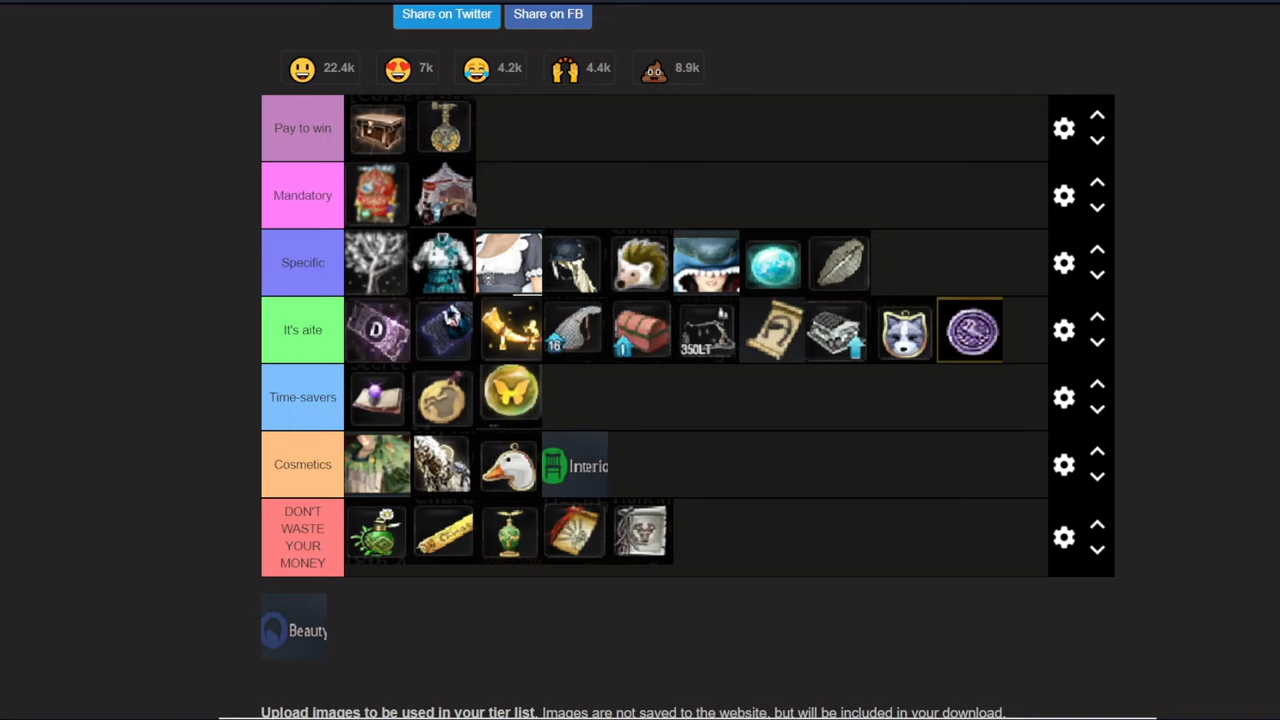 Share on Twitter
Share on FB
22.4k
7k
4.2k
4.4k
8.9k
Pay to win
Mandatory
Specific
It's aite
D
16
1
350LT
Time-savers
Cosmetics
Interio
DON'T
WASTE
YOUR
MONEY
Beauty
Upload images to be used in your tier list. Images are not saved to the website, but will be included in your download.